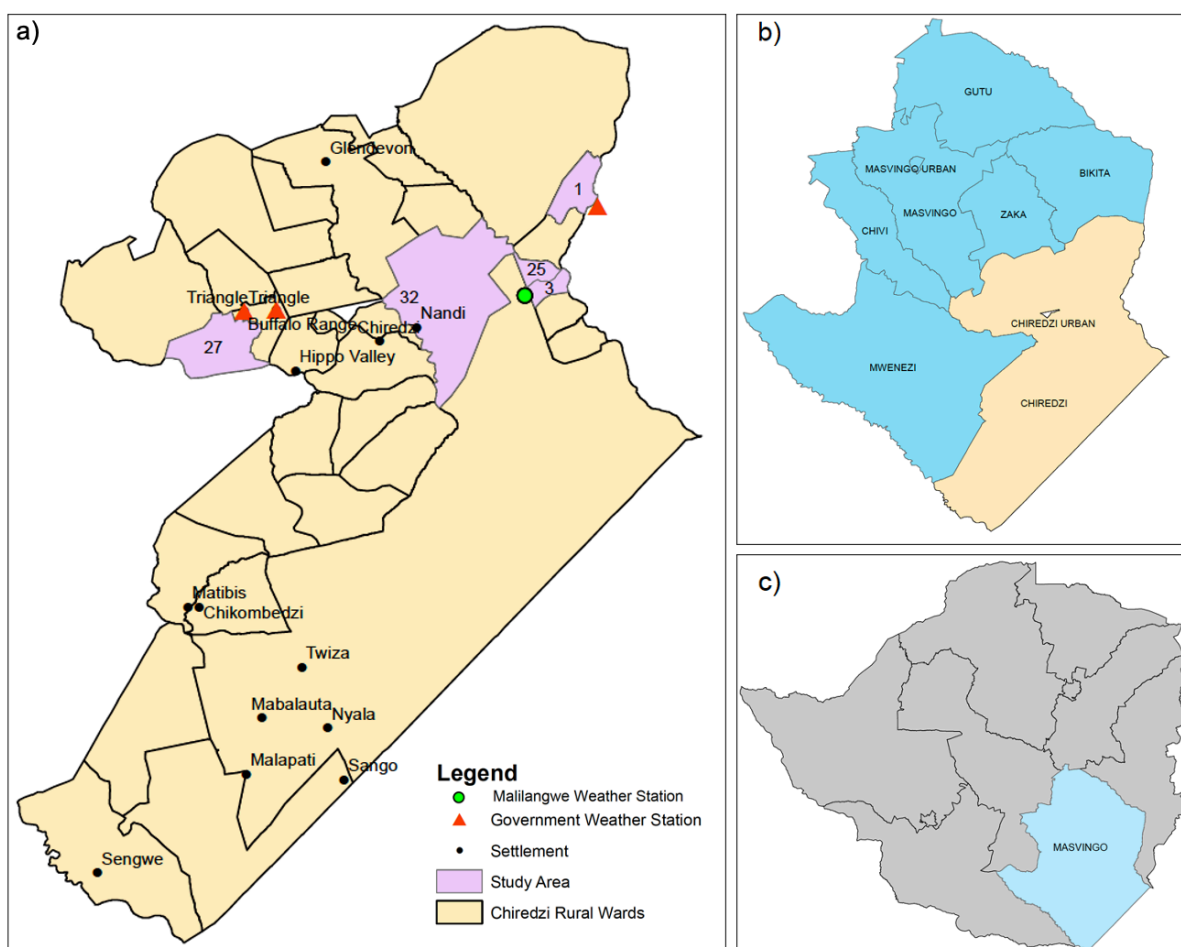 a)
Glendevon
1
25
3
32
Nandi
TriangleTriangle
Buffalo Range
Chiredzi
27
Hippo Valley
Matibis
Chikombedzi
Twiza
Mabalauta
Nyala
Malapati
Sango
Sengwe
Legend
Malilangwe Weather Station
Government Weather Station
Settlement
Study Area
Chiredzi Rural Wards
b)
GUTU
MASVINGO URBAN
BIKITA
MASVINGO
ZAKA
CHIVI
CHIREDZI URBAN
MWENEZI
CHIREDZI
c)
MASVINGO